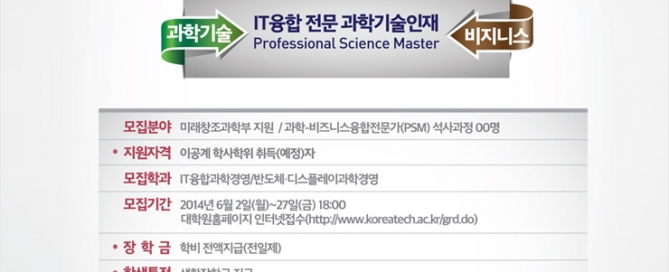 과학기술
IT융합 전문 과학기술인재
Professional Science Master
비지니스
모집분야 미래창조과학부 지원 / 과학-비즈니스융합전문가(PSM) 석사과정 00명
* 지원자격 이공계 학사학위 취득(예정)자
모집학과 IT융합과학경영/반도체·디스플레이과학경영
모집기간 2014년 6월 2일(월)~27일(금) 18:00
대학원홈페이지 인터넷접수(http://www.koreatech.ac.kr/grd.do)
* 장 학 금 학비 전액지급(전일제)